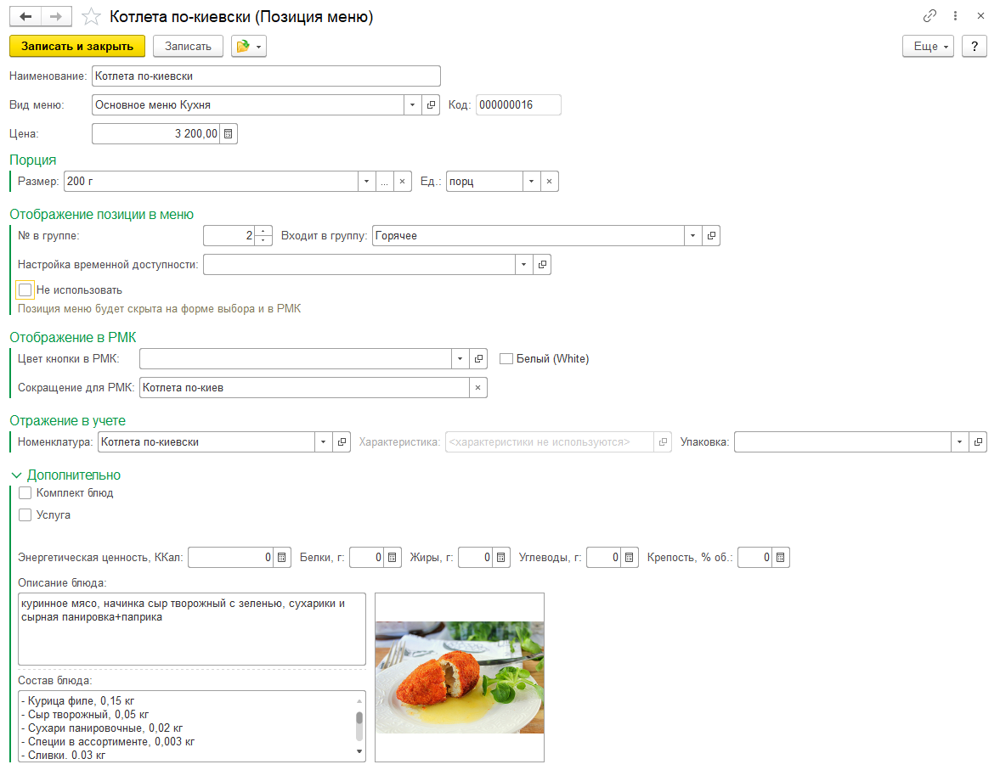 Котлета по-киевски (Позиция меню)
Записать и закрыть Записать Еще ?
Наименование: Котлета по-киевски
Вид меню: Основное меню Кухня Код: 000000016
Цена: 3 200,00
Порция
Размер: 200 г ... Ед.: порц
Отображение позиции в меню
№ в группе: 2 Входит в группу: Горячее
Настройка временной доступности:
Не использовать
Позиция меню будет скрыта на форме выбора и в РМК
Отображение в РМК
Цвет кнопки в РМК: Белый (White)
Сокращение для РМК: Котлета по-киев
Отражение в учете
Номенклатура: Котлета по-киевски Характеристика: <характеристики не используются> Упаковка:
Дополнительно
Комплект блюд
Услуга
Энергетическая ценность, ККал: 0 Белки, г: 0 Жиры, г: 0 Углеводы, г: 0 Крепость, % об.: 0
Описание блюда:
куринное мясо, начинка сыр творожный с зеленью, сухарики и
сырная панировка+паприка
Состав блюда:
- Курица филе, 0,15 кг
- Сыр творожный, 0,05 кг
- Сухари панировочные, 0,02 кг
- Специи в ассортименте, 0,003 кг
- Сливки, 0,03 кг